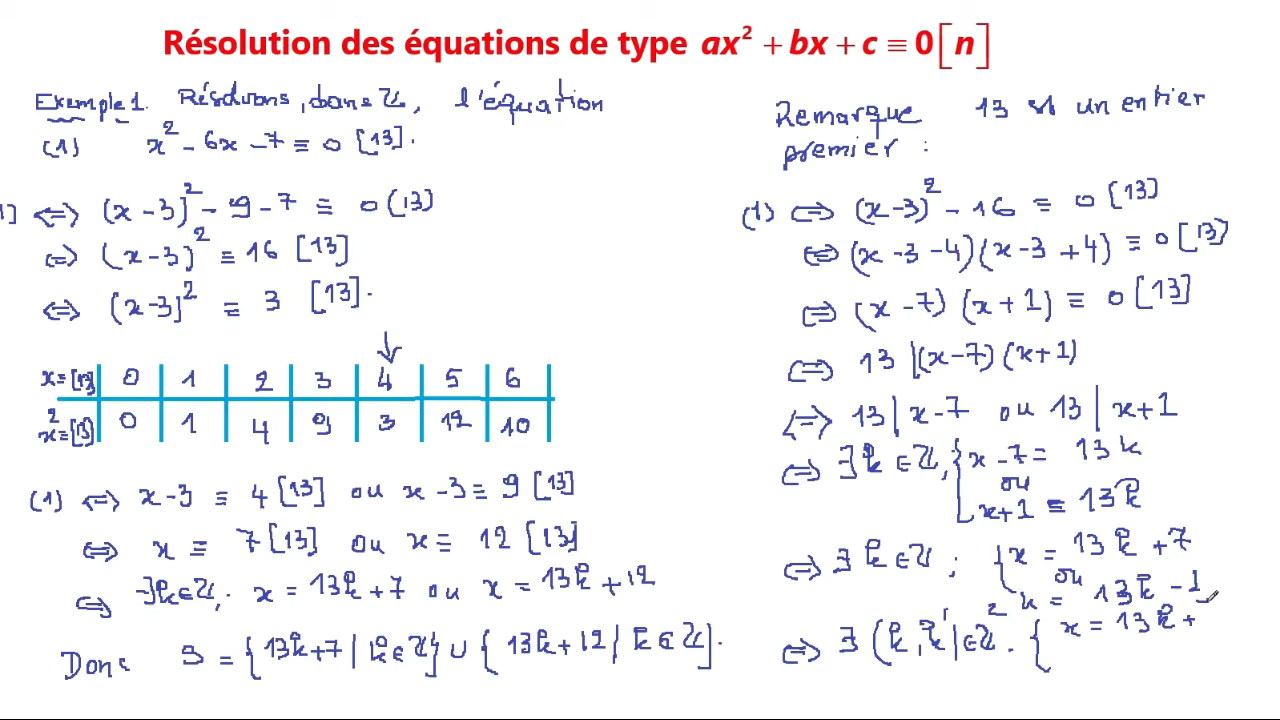 Résolution des équations de type ax² + bx + c ≡ 0 [n]
Exemple 1. Résolvons, dans ℤ, l'équation
(1) x² - 6x - 7 ≡ 0 [13].
1) ⇔ (x - 3)² - 9 - 7 ≡ 0 [13]
⇔ (x - 3)² ≡ 16 [13]
⇔ (x - 3)² ≡ 3 [13].
↓
x ≡ [13] 0 1 2 3 4 5 6
x² ≡ [13] 0 1 4 9 3 12 10
(1) ⇔ x - 3 ≡ 4 [13] ou x - 3 ≡ 9 [13]
⇔ x ≡ 7 [13] ou x ≡ 12 [13]
⇔ ∃k ∈ ℤ, x = 13k + 7 ou x = 13k + 12
Donc S = {13k + 7 | k ∈ ℤ} ∪ {13k + 12 | k ∈ ℤ}.
Remarque 13 est un entier
premier :
(1) ⇔ (x - 3)² - 16 ≡ 0 [13]
⇔ (x - 3 - 4)(x - 3 + 4) ≡ 0 [13]
⇔ (x - 7)(x + 1) ≡ 0 [13]
⇔ 13 | (x - 7)(x + 1)
⇔ 13 | x - 7 ou 13 | x + 1
⇔ ∃k ∈ ℤ, { x - 7 = 13k
ou
x + 1 = 13k
⇔ ∃k ∈ ℤ ; { x = 13k + 7
ou
x = 13k - 1
⇔ ∃(k, k') ∈ ℤ². { x = 13k +